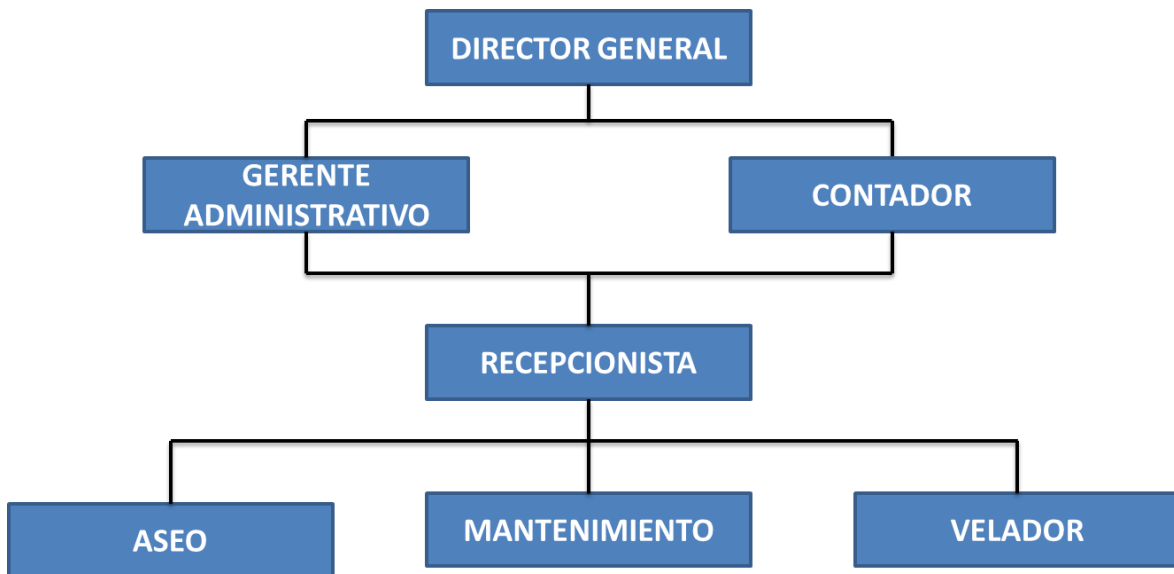 DIRECTOR GENERAL
GERENTE
ADMINISTRATIVO
CONTADOR
RECEPCIONISTA
ASEO
MANTENIMIENTO
VELADOR